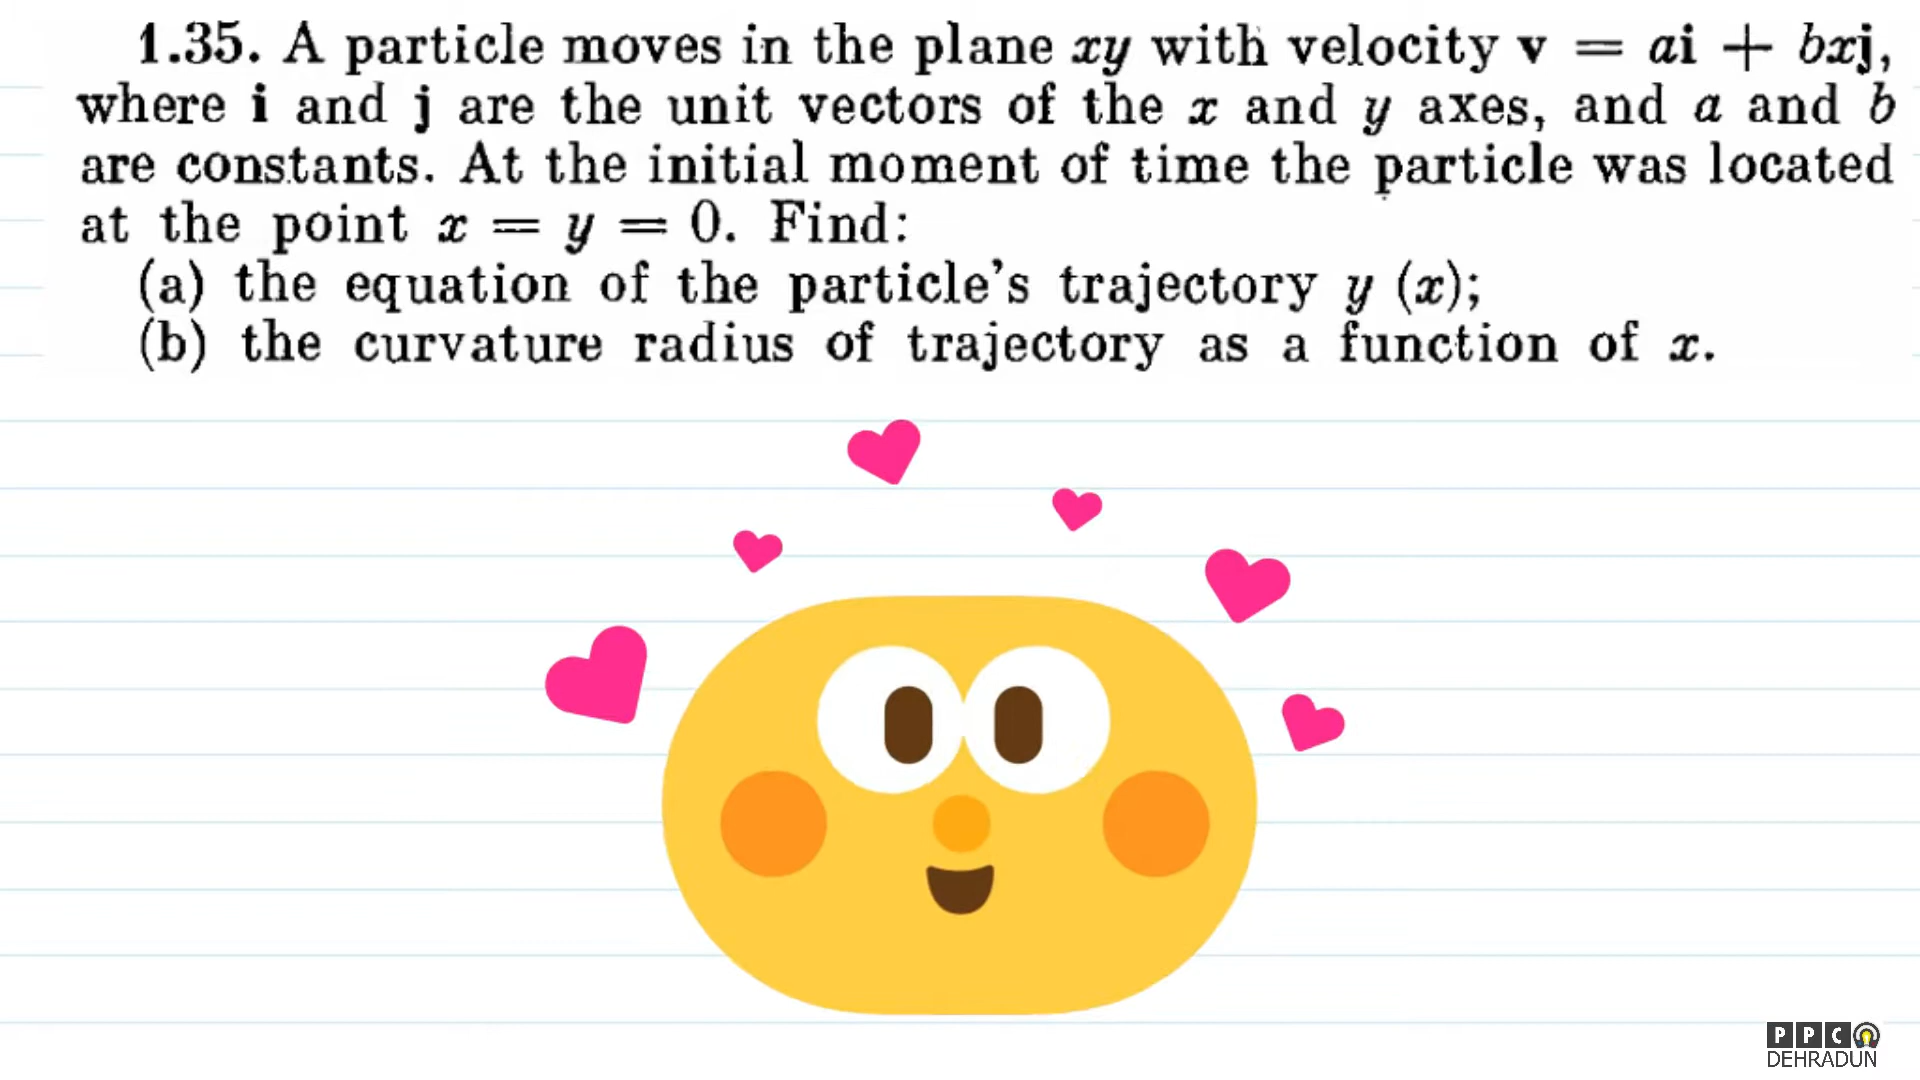 1.35. A particle moves in the plane xy with velocity v = ai + bxj,
where i and j are the unit vectors of the x and y axes, and a and b
are constants. At the initial moment of time the particle was located
at the point x = y = 0. Find:
(a) the equation of the particle's trajectory y (x);
(b) the curvature radius of trajectory as a function of x.
PPC
DEHRADUN